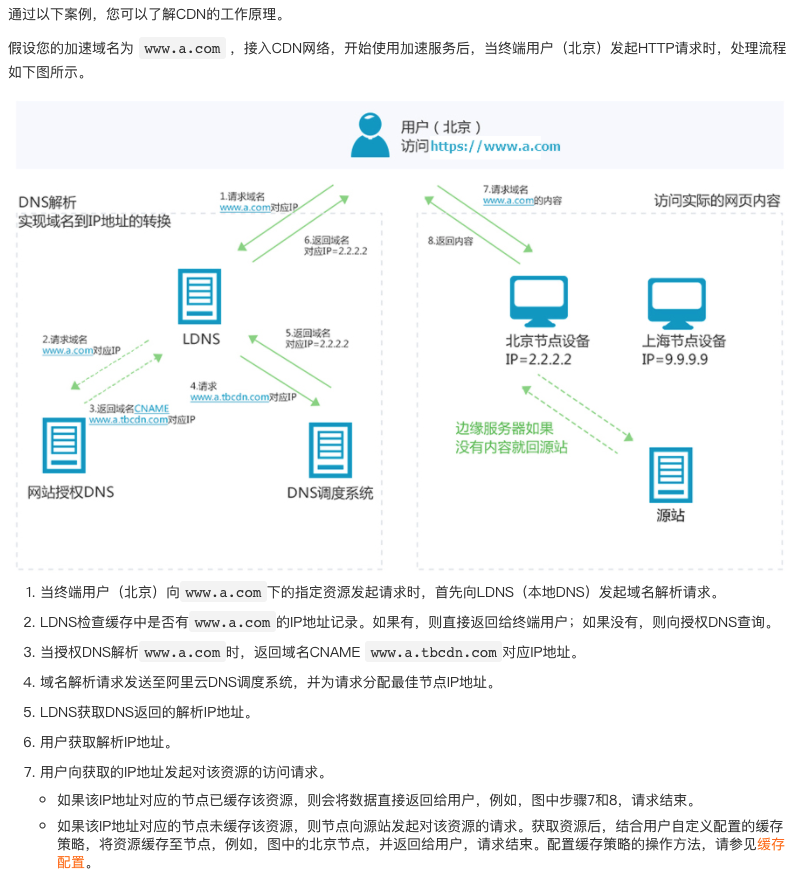 通过以下案例，您可以了解CDN的工作原理。
假设您的加速域名为 www.a.com ，接入CDN网络，开始使用加速服务后，当终端用户（北京）发起HTTP请求时，处理流程
如下图所示。
用户（北京）
访问https://www.a.com
DNS解析
实现域名到IP地址的转换
1.请求域名
www.a.com对应IP
6.返回域名
对应IP=2.2.2.2
LDNS
2.请求域名
www.a.com对应IP
5.返回域名
对应IP=2.2.2.2
4.请求
www.a.tbcdn.com对应IP
3.返回域名CNAME
www.a.tbcdn.com对应IP
网站授权DNS
DNS调度系统
7.请求域名
www.a.com的内容
访问实际的网页内容
8.返回内容
北京节点设备
IP=2.2.2.2
上海节点设备
IP=9.9.9.9
边缘服务器如果
没有内容就回源站
源站
1. 当终端用户（北京）向 www.a.com 下的指定资源发起请求时，首先向LDNS（本地DNS）发起域名解析请求。
2. LDNS检查缓存中是否有 www.a.com 的IP地址记录。如果有，则直接返回给终端用户；如果没有，则向授权DNS查询。
3. 当授权DNS解析 www.a.com 时，返回域名CNAME www.a.tbcdn.com 对应IP地址。
4. 域名解析请求发送至阿里云DNS调度系统，并为请求分配最佳节点IP地址。
5. LDNS获取DNS返回的解析IP地址。
6. 用户获取解析IP地址。
7. 用户向获取的IP地址发起对该资源的访问请求。
如果该IP地址对应的节点已缓存该资源，则会将数据直接返回给用户，例如，图中步骤7和8，请求结束。
如果该IP地址对应的节点未缓存该资源，则节点向源站发起对该资源的请求。获取资源后，结合用户自定义配置的缓存
策略，将资源缓存至节点，例如，图中的北京节点，并返回给用户，请求结束。配置缓存策略的操作方法，请参见缓存
配置。